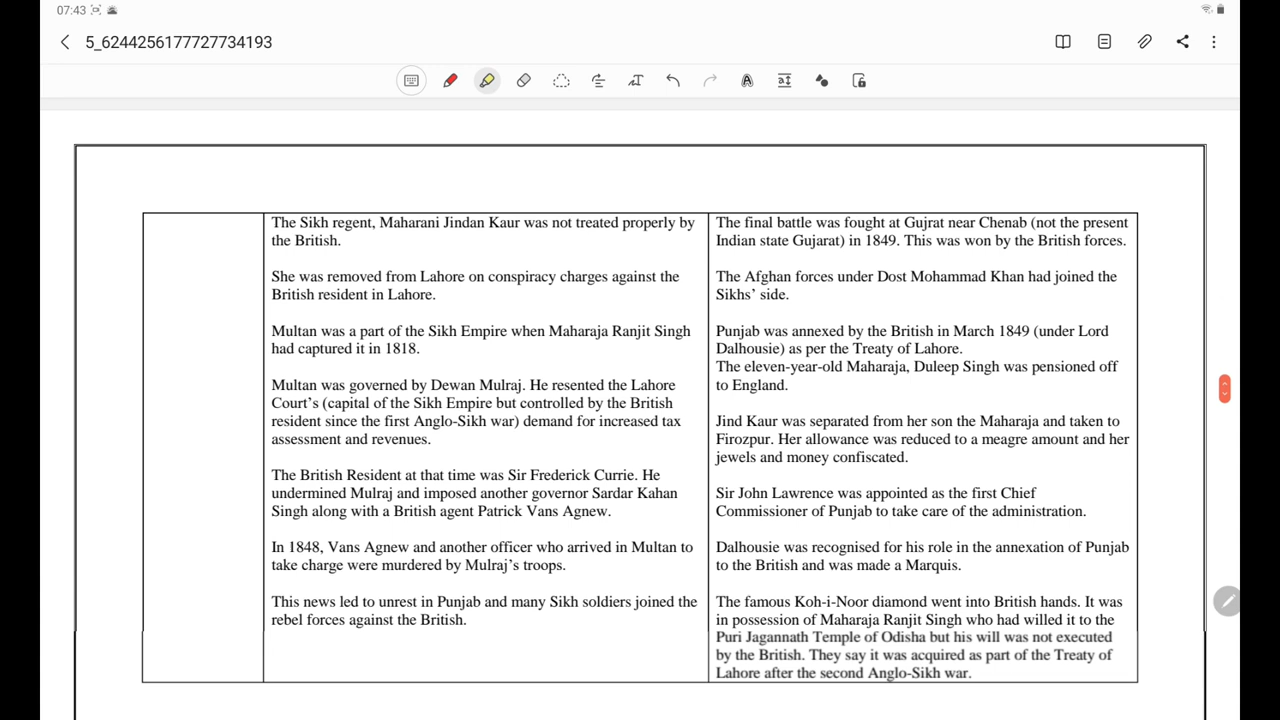 07:43
5_6244256177727734193
The Sikh regent, Maharani Jindan Kaur was not treated properly by
the British.
She was removed from Lahore on conspiracy charges against the
British resident in Lahore.
Multan was a part of the Sikh Empire when Maharaja Ranjit Singh
had captured it in 1818.
Multan was governed by Dewan Mulraj. He resented the Lahore
Court's (capital of the Sikh Empire but controlled by the British
resident since the first Anglo-Sikh war) demand for increased tax
assessment and revenues.
The British Resident at that time was Sir Frederick Currie. He
undermined Mulraj and imposed another governor Sardar Kahan
Singh along with a British agent Patrick Vans Agnew.
In 1848, Vans Agnew and another officer who arrived in Multan to
take charge were murdered by Mulraj's troops.
This news led to unrest in Punjab and many Sikh soldiers joined the
rebel forces against the British.
The final battle was fought at Gujrat near Chenab (not the present
Indian state Gujarat) in 1849. This was won by the British forces.
The Afghan forces under Dost Mohammad Khan had joined the
Sikhs' side.
Punjab was annexed by the British in March 1849 (under Lord
Dalhousie) as per the Treaty of Lahore.
The eleven-year-old Maharaja, Duleep Singh was pensioned off
to England.
Jind Kaur was separated from her son the Maharaja and taken to
Firozpur. Her allowance was reduced to a meagre amount and her
jewels and money confiscated.
Sir John Lawrence was appointed as the first Chief
Commissioner of Punjab to take care of the administration.
Dalhousie was recognised for his role in the annexation of Punjab
to the British and was made a Marquis.
The famous Koh-i-Noor diamond went into British hands. It was
in possession of Maharaja Ranjit Singh who had willed it to the
Puri Jagannath Temple of Odisha but his will was not executed
by the British. They say it was acquired as part of the Treaty of
Lahore after the second Anglo-Sikh war.